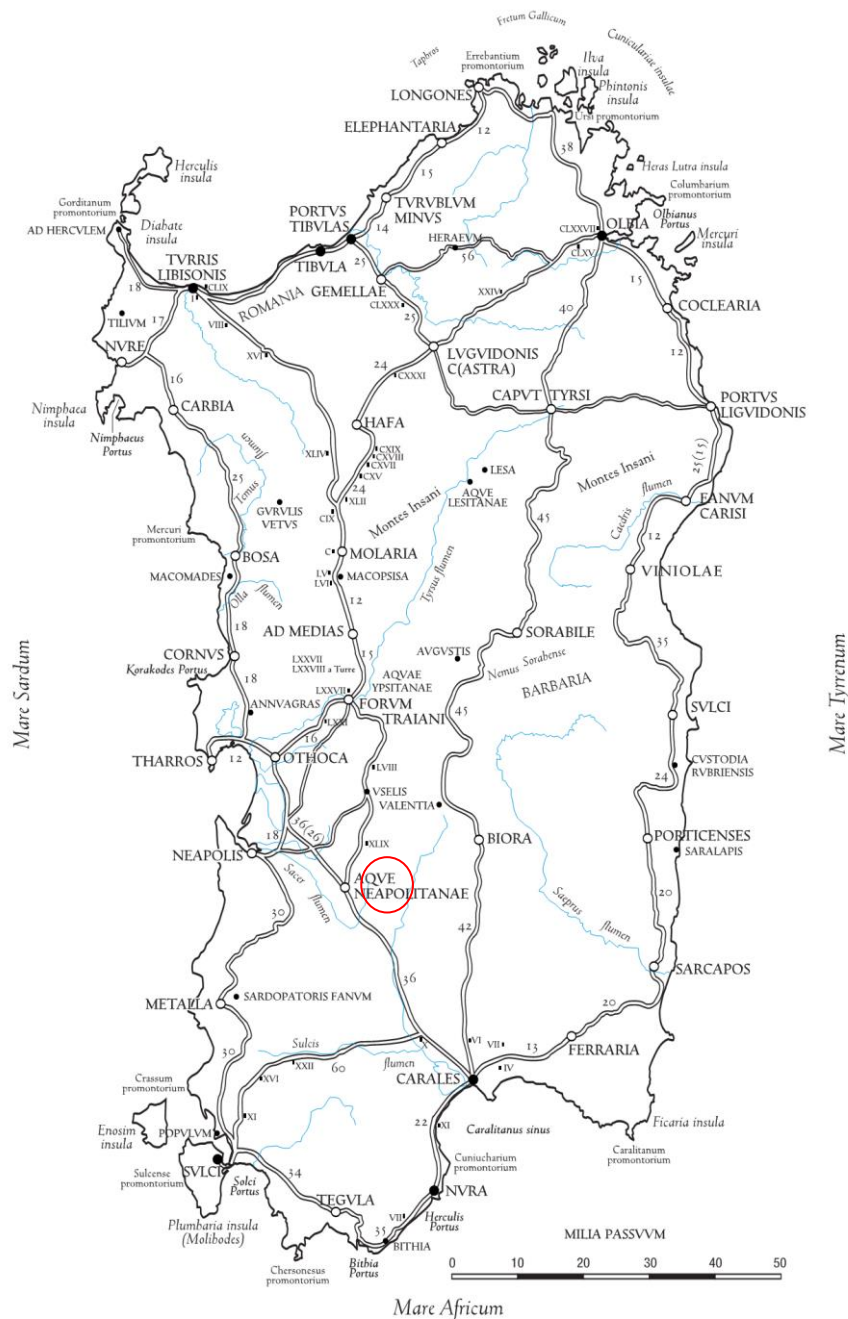 Fretum Gallicum
Cuniculariae insulae
Taphros
Errebantium
promontorium
Ilva
insula
Phintonis
insula
LONGONES
Ursi promontorium
ELEPHANTARIA
12
38
Herculis
insula
15
Heras Lutra insula
Columbarium
promontorium
Gorditanum
promontorium
TVRVBLVM
MINVS
Olbianus
Portus
AD HERCVLEM
Diabate
insula
PORTVS
TIBVLAS
14
CLXXVII
OLBIA
Mercuri
insula
HERAEVM
TVRRIS
LIBISONIS
TIBVLA
25
56
CLXV
CLIX
GEMELLAE
18
I
ROMANIA
XXIV
15
CLXXX
40
COCLEARIA
TILIVM
17
VIII
25
NVRE
XVI
LVGVIDONIS
C(ASTRA)
12
24
CXXXI
16
CAPVT TYRSI
PORTVS
LIGVIDONIS
Nimphaca
insula
CARBIA
HAFA
Nimphaeus
Portus
25(15)
flumen
CXIX
CXVIII
XLIV
CXVII
LESA
Montes Insani
25
CXV
Temus
24
AQVE
LESITANAE
flumen
GVRVLIS
VETVS
XLII
Montes Insani
FANVM
CARISI
CIX
45
Caedris
Mercuri
promontorium
12
BOSA
C
MOLARIA
VINIOLAE
MACOMADES
LV
MACOPSISA
LVI
Tyrsus flumen
Olla flumen
12
18
AD MEDIAS
SORABILE
35
CORNVS
AVGVSTIS
Korakodes Portus
15
Nemus Sorabense
LXXVII
LXXVIII a Turre
AQVAE
YPSITANAE
BARBARIA
18
LXXVII
Mare Sardum
Mare Tyrrenum
ANNVAGRAS
FORVM
TRAIANI
45
SVLCI
LXXI
16
THARROS
12
OTHOCA
LVIII
CVSTODIA
RVBRIENSIS
24
VSELIS
VALENTIA
36(26)
18
PORTICENSES
XLIX
BIORA
NEAPOLIS
SARALAPIS
Sacer
flumen
AQVE
NEAPOLITANAE
Saeprus flumen
30
20
42
SARCAPOS
36
METALLA
SARDOPATORIS FANVM
20
30
Sulcis
VI
VII
13
X
FERRARIA
XXII
60
flumen
IV
XVI
CARALES
Crassum
promontorium
XI
22
Caralitanus sinus
Ficaria insula
Enosim
insula
XI
POPVLVM
Caralitanum
promontorium
Cuniucharium
promontorium
SVLCI
Sulcense
promontorium
Solci
Portus
34
NVRA
Plumbaria insula
(Molibodes)
TEGVLA
VII
Herculis
Portus
35
BITHIA
MILIA PASSVVM
Chersonesus
promontorium
Bithia
Portus
0 10 20 30 40 50
Mare Africum